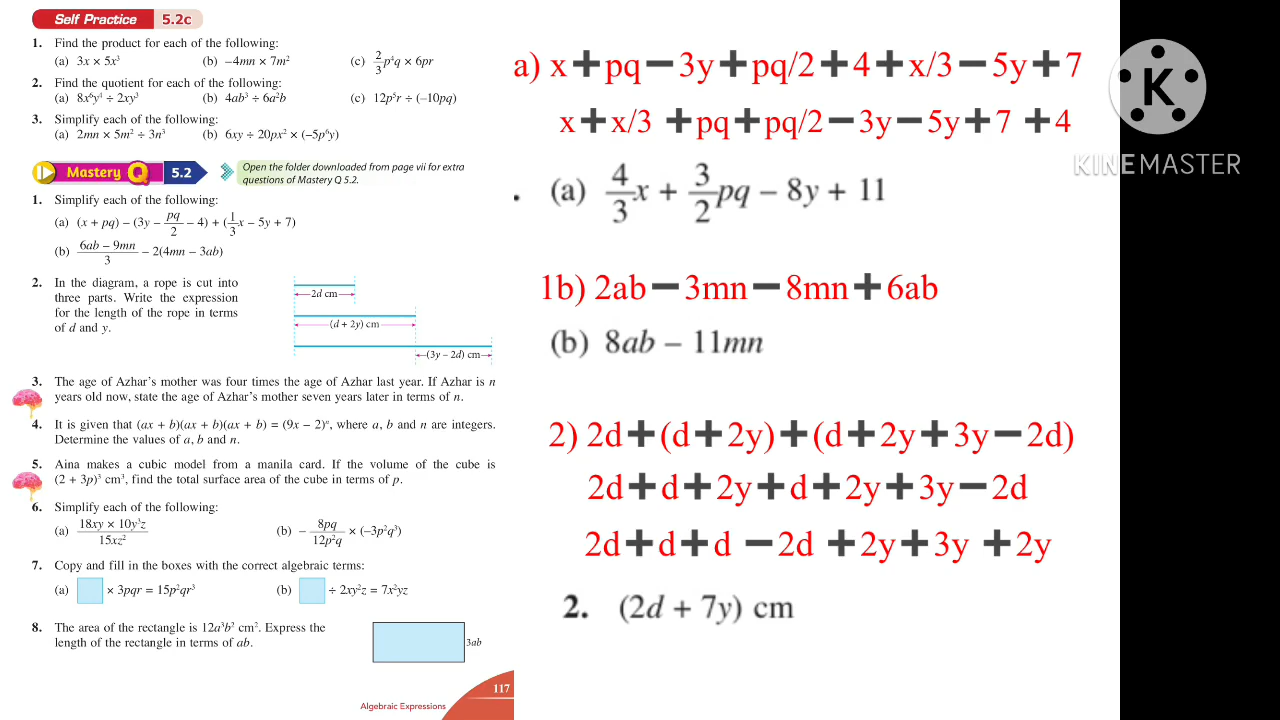 Self Practice 5.2c
1. Find the product for each of the following:
(a) 3x × 5x³ (b) –4mn × 7m² (c) 2/3 p⁴q × 6pr
2. Find the quotient for each of the following:
(a) 8x⁶y⁴ ÷ 2xy³ (b) 4ab³ ÷ 6a²b (c) 12p⁵r ÷ (–10pq)
3. Simplify each of the following:
(a) 2mn × 5m² ÷ 3n³ (b) 6xy ÷ 20px² × (–5p⁶y)
Mastery Q 5.2
Open the folder downloaded from page vii for extra
questions of Mastery Q 5.2.
1. Simplify each of the following:
(a) (x + pq) – (3y – pq/2 – 4) + (1/3 x – 5y + 7)
(b) 6ab – 9mn/3 – 2(4mn – 3ab)
2. In the diagram, a rope is cut into
three parts. Write the expression
for the length of the rope in terms
of d and y.
2d cm
(d + 2y) cm
(3y – 2d) cm
3. The age of Azhar's mother was four times the age of Azhar last year. If Azhar is n
years old now, state the age of Azhar's mother seven years later in terms of n.
4. It is given that (ax + b)(ax + b)(ax + b) = (9x – 2)ⁿ, where a, b and n are integers.
Determine the values of a, b and n.
5. Aina makes a cubic model from a manila card. If the volume of the cube is
(2 + 3p)³ cm³, find the total surface area of the cube in terms of p.
6. Simplify each of the following:
(a) 18xy × 10y³z/15xz² (b) – 8pq/12p²q × (–3p²q³)
7. Copy and fill in the boxes with the correct algebraic terms:
(a) × 3pqr = 15p²qr³ (b) ÷ 2xy²z = 7x²yz
8. The area of the rectangle is 12a³b² cm². Express the
length of the rectangle in terms of ab.
3ab
117
Algebraic Expressions
a) x+pq−3y+pq/2+4+x/3−5y+7
x+x/3 +pq+pq/2−3y−5y+7 +4
. (a) 4/3 x + 3/2 pq – 8y + 11
1b) 2ab−3mn−8mn+6ab
(b) 8ab – 11mn
2) 2d+(d+2y)+(d+2y+3y−2d)
2d+d+2y+d+2y+3y−2d
2d+d+d −2d +2y+3y +2y
2. (2d + 7y) cm
K
KINEMASTER